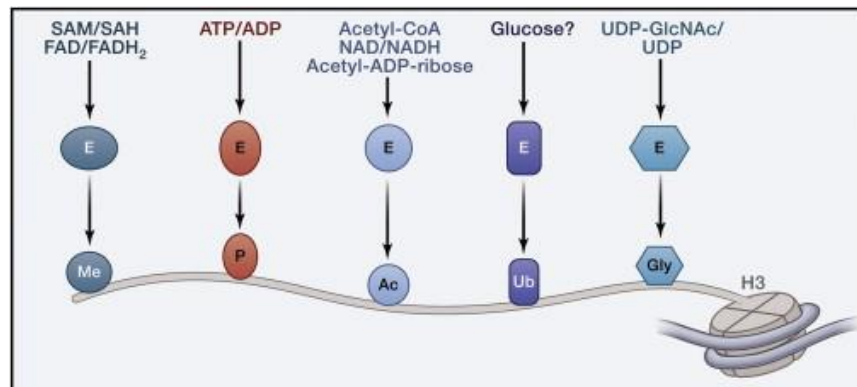 SAM/SAH
FAD/FADH₂
ATP/ADP
Acetyl-CoA
NAD/NADH
Acetyl-ADP-ribose
Glucose?
UDP-GlcNAc/
UDP
E
E
E
E
E
Me
P
Ac
Ub
Gly
H3